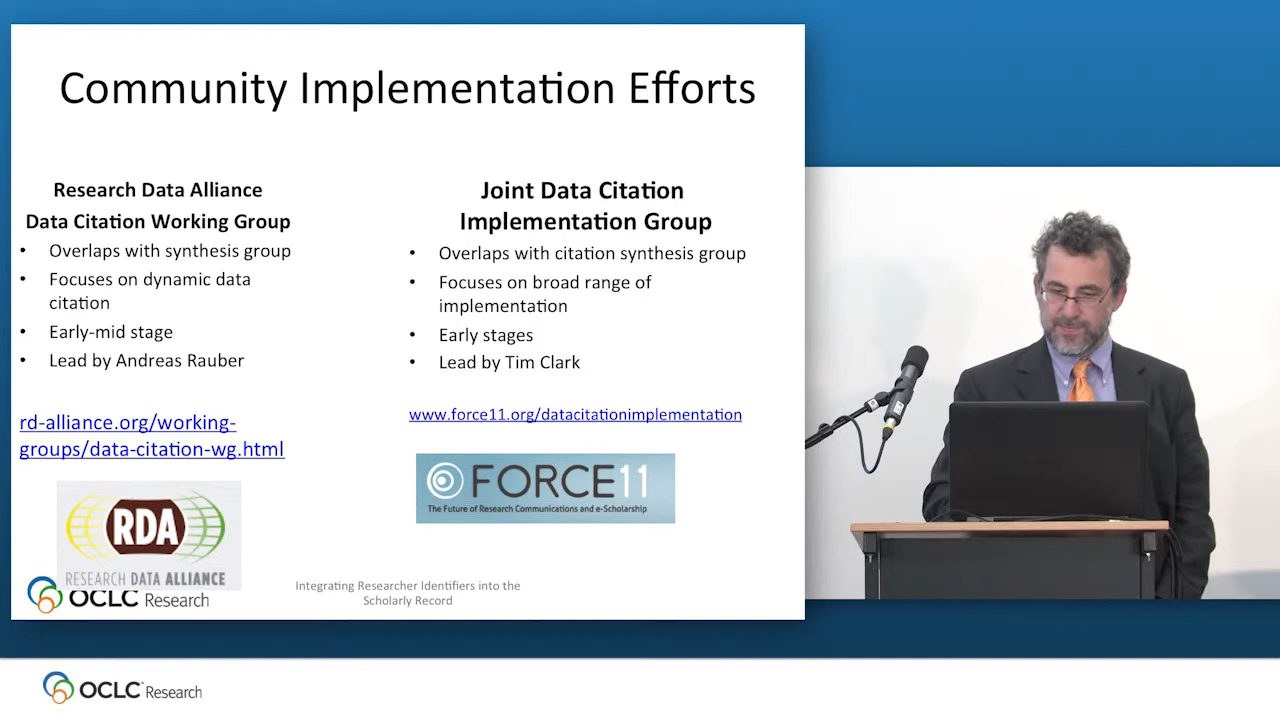 Community Implementation Efforts
Research Data Alliance
Data Citation Working Group
• Overlaps with synthesis group
• Focuses on dynamic data
citation
• Early-mid stage
• Lead by Andreas Rauber
rd-alliance.org/working-
groups/data-citation-wg.html
RDA
RESEARCH DATA ALLIANCE
Joint Data Citation
Implementation Group
• Overlaps with citation synthesis group
• Focuses on broad range of
implementation
• Early stages
• Lead by Tim Clark
www.force11.org/datacitationimplementation
FORCE11
The Future of Research Communications and e-Scholarship
OCLC Research
Integrating Researcher Identifiers into the
Scholarly Record
OCLC Research